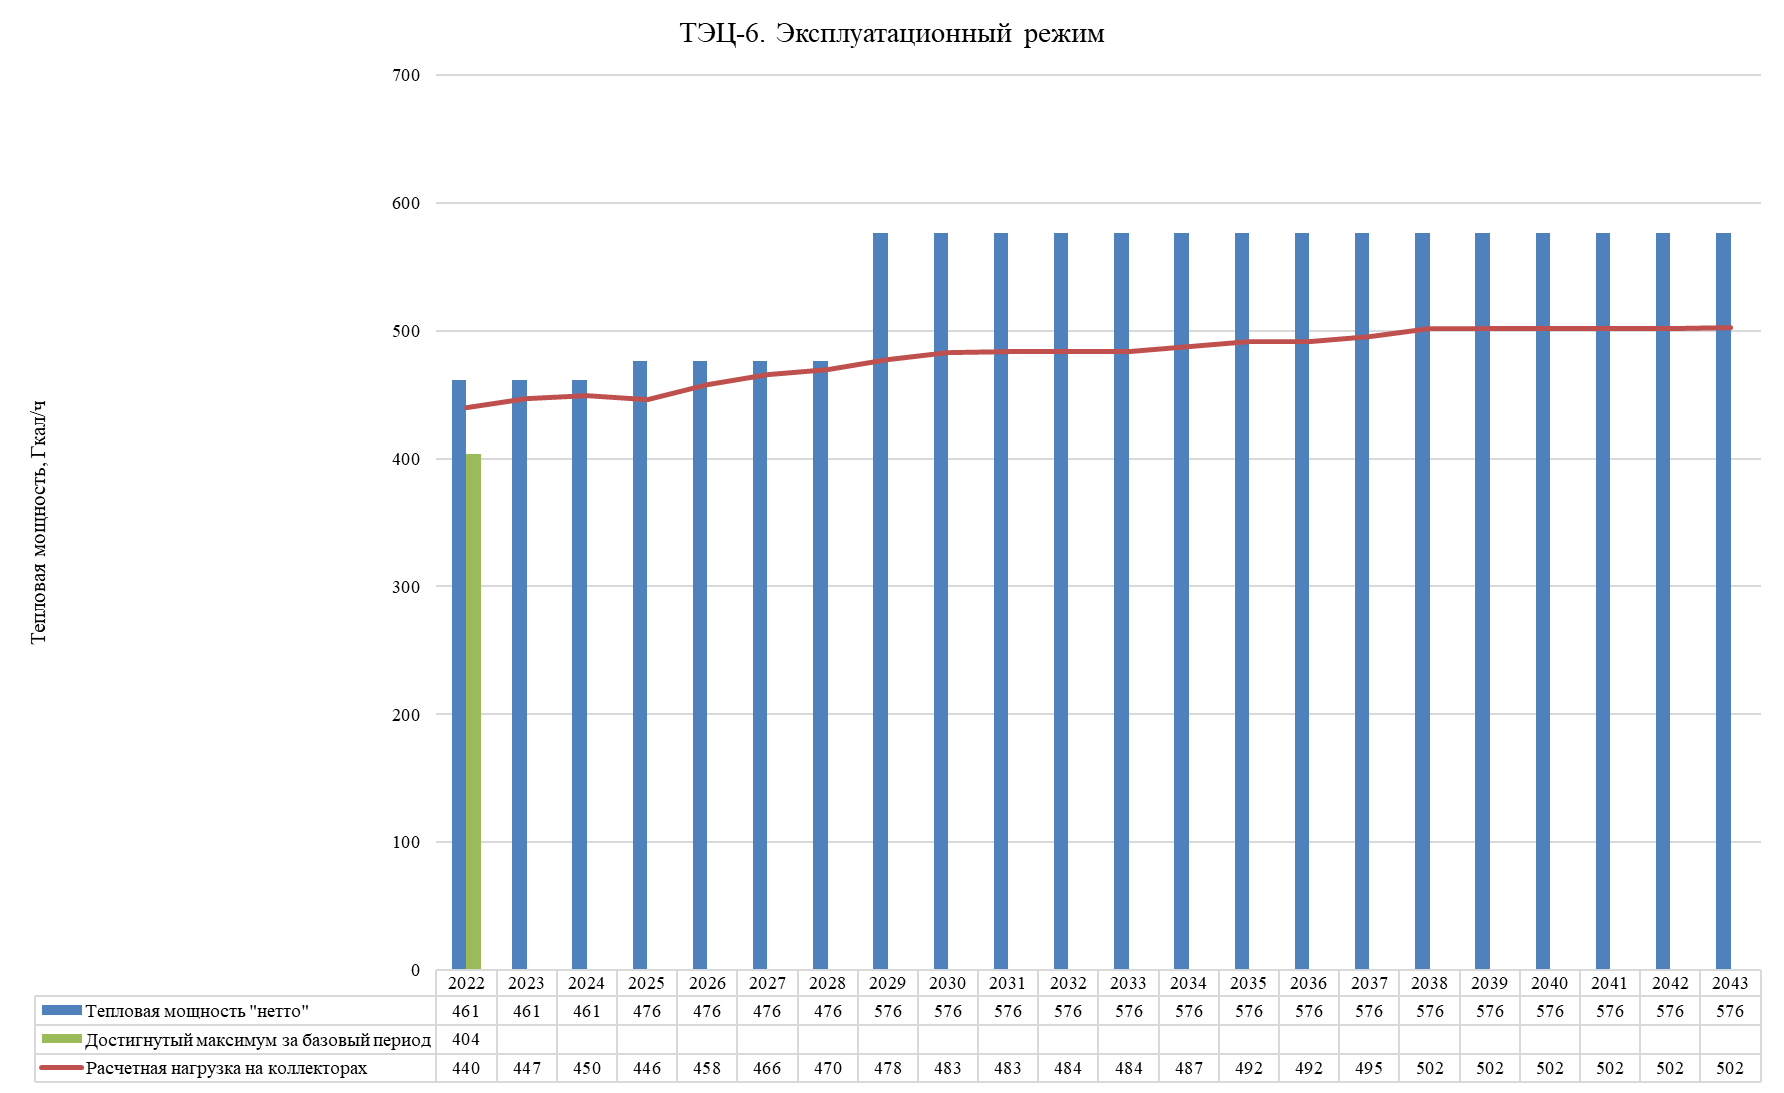 ТЭЦ-6. Эксплуатационный режим
Тепловая мощность, Гкал/ч
700
600
500
400
300
200
100
0
2022 2023 2024 2025 2026 2027 2028 2029 2030 2031 2032 2033 2034 2035 2036 2037 2038 2039 2040 2041 2042 2043
Тепловая мощность "нетто" 461 461 461 476 476 476 476 576 576 576 576 576 576 576 576 576 576 576 576 576 576 576
Достигнутый максимум за базовый период 404
Расчетная нагрузка на коллекторах 440 447 450 446 458 466 470 478 483 483 484 484 487 492 492 495 502 502 502 502 502 502